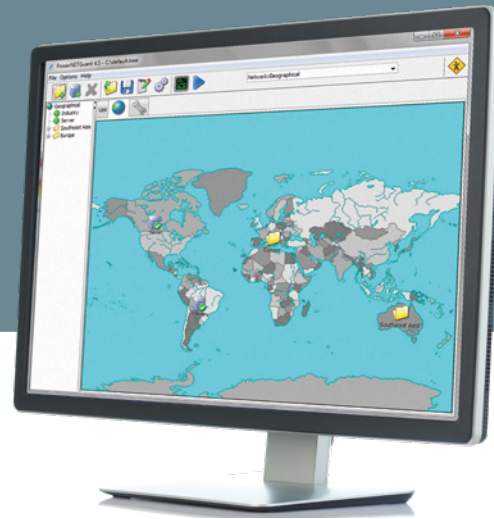 PowerNETGuard 4.5 - C:\default.tree
File Options Help
Network:Geographical
Geographical
Industry
Server
Southeast Asia
Europe
Southeast Asia